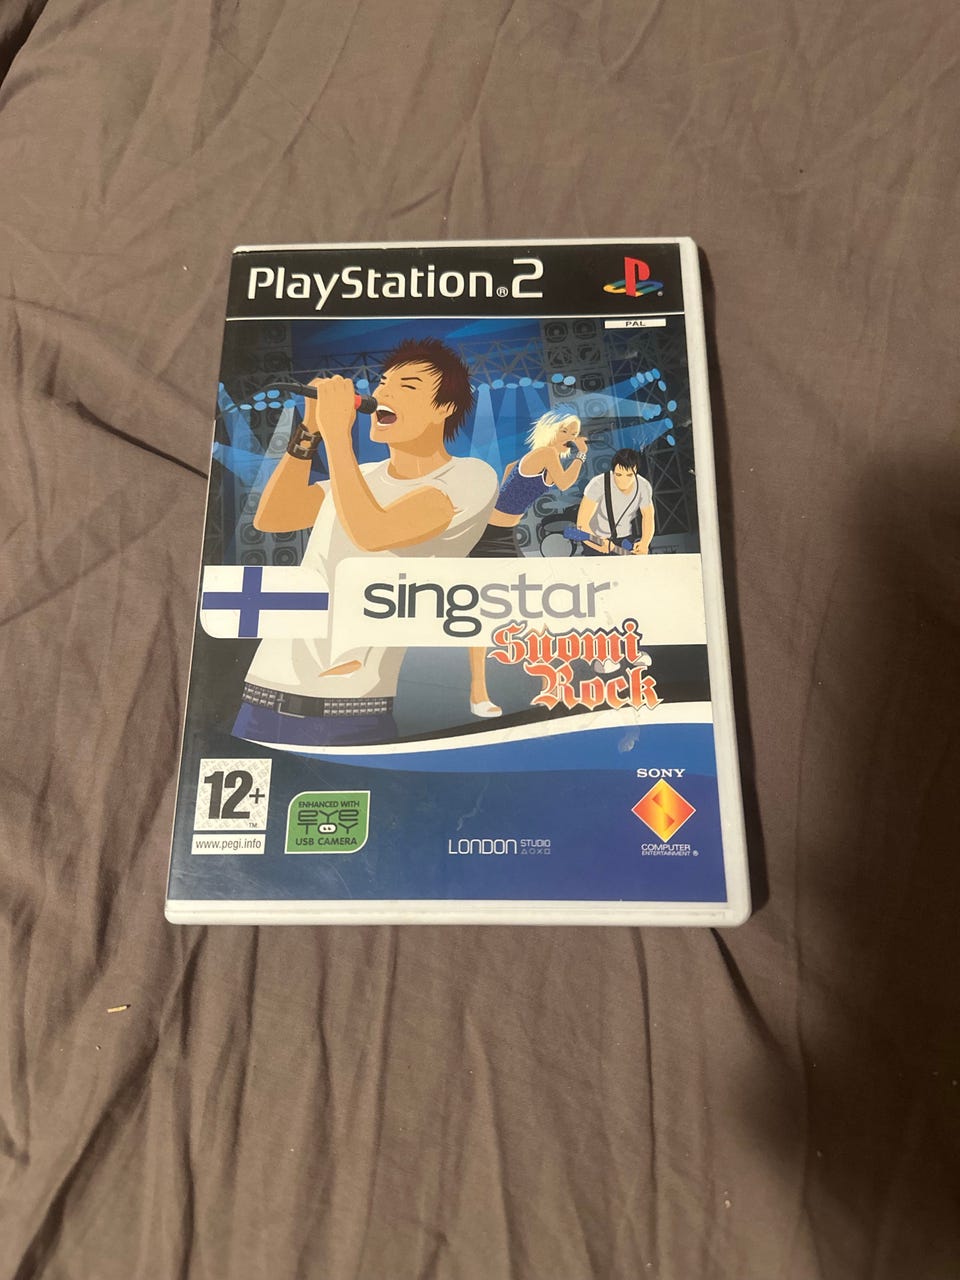 PlayStation®2
PAL
singstar®
Suomi
Rock
12+
TM
www.pegi.info
ENHANCED WITH
EYE
TOY
USB CAMERA
LONDON STUDIO
SONY
COMPUTER
ENTERTAINMENT ®